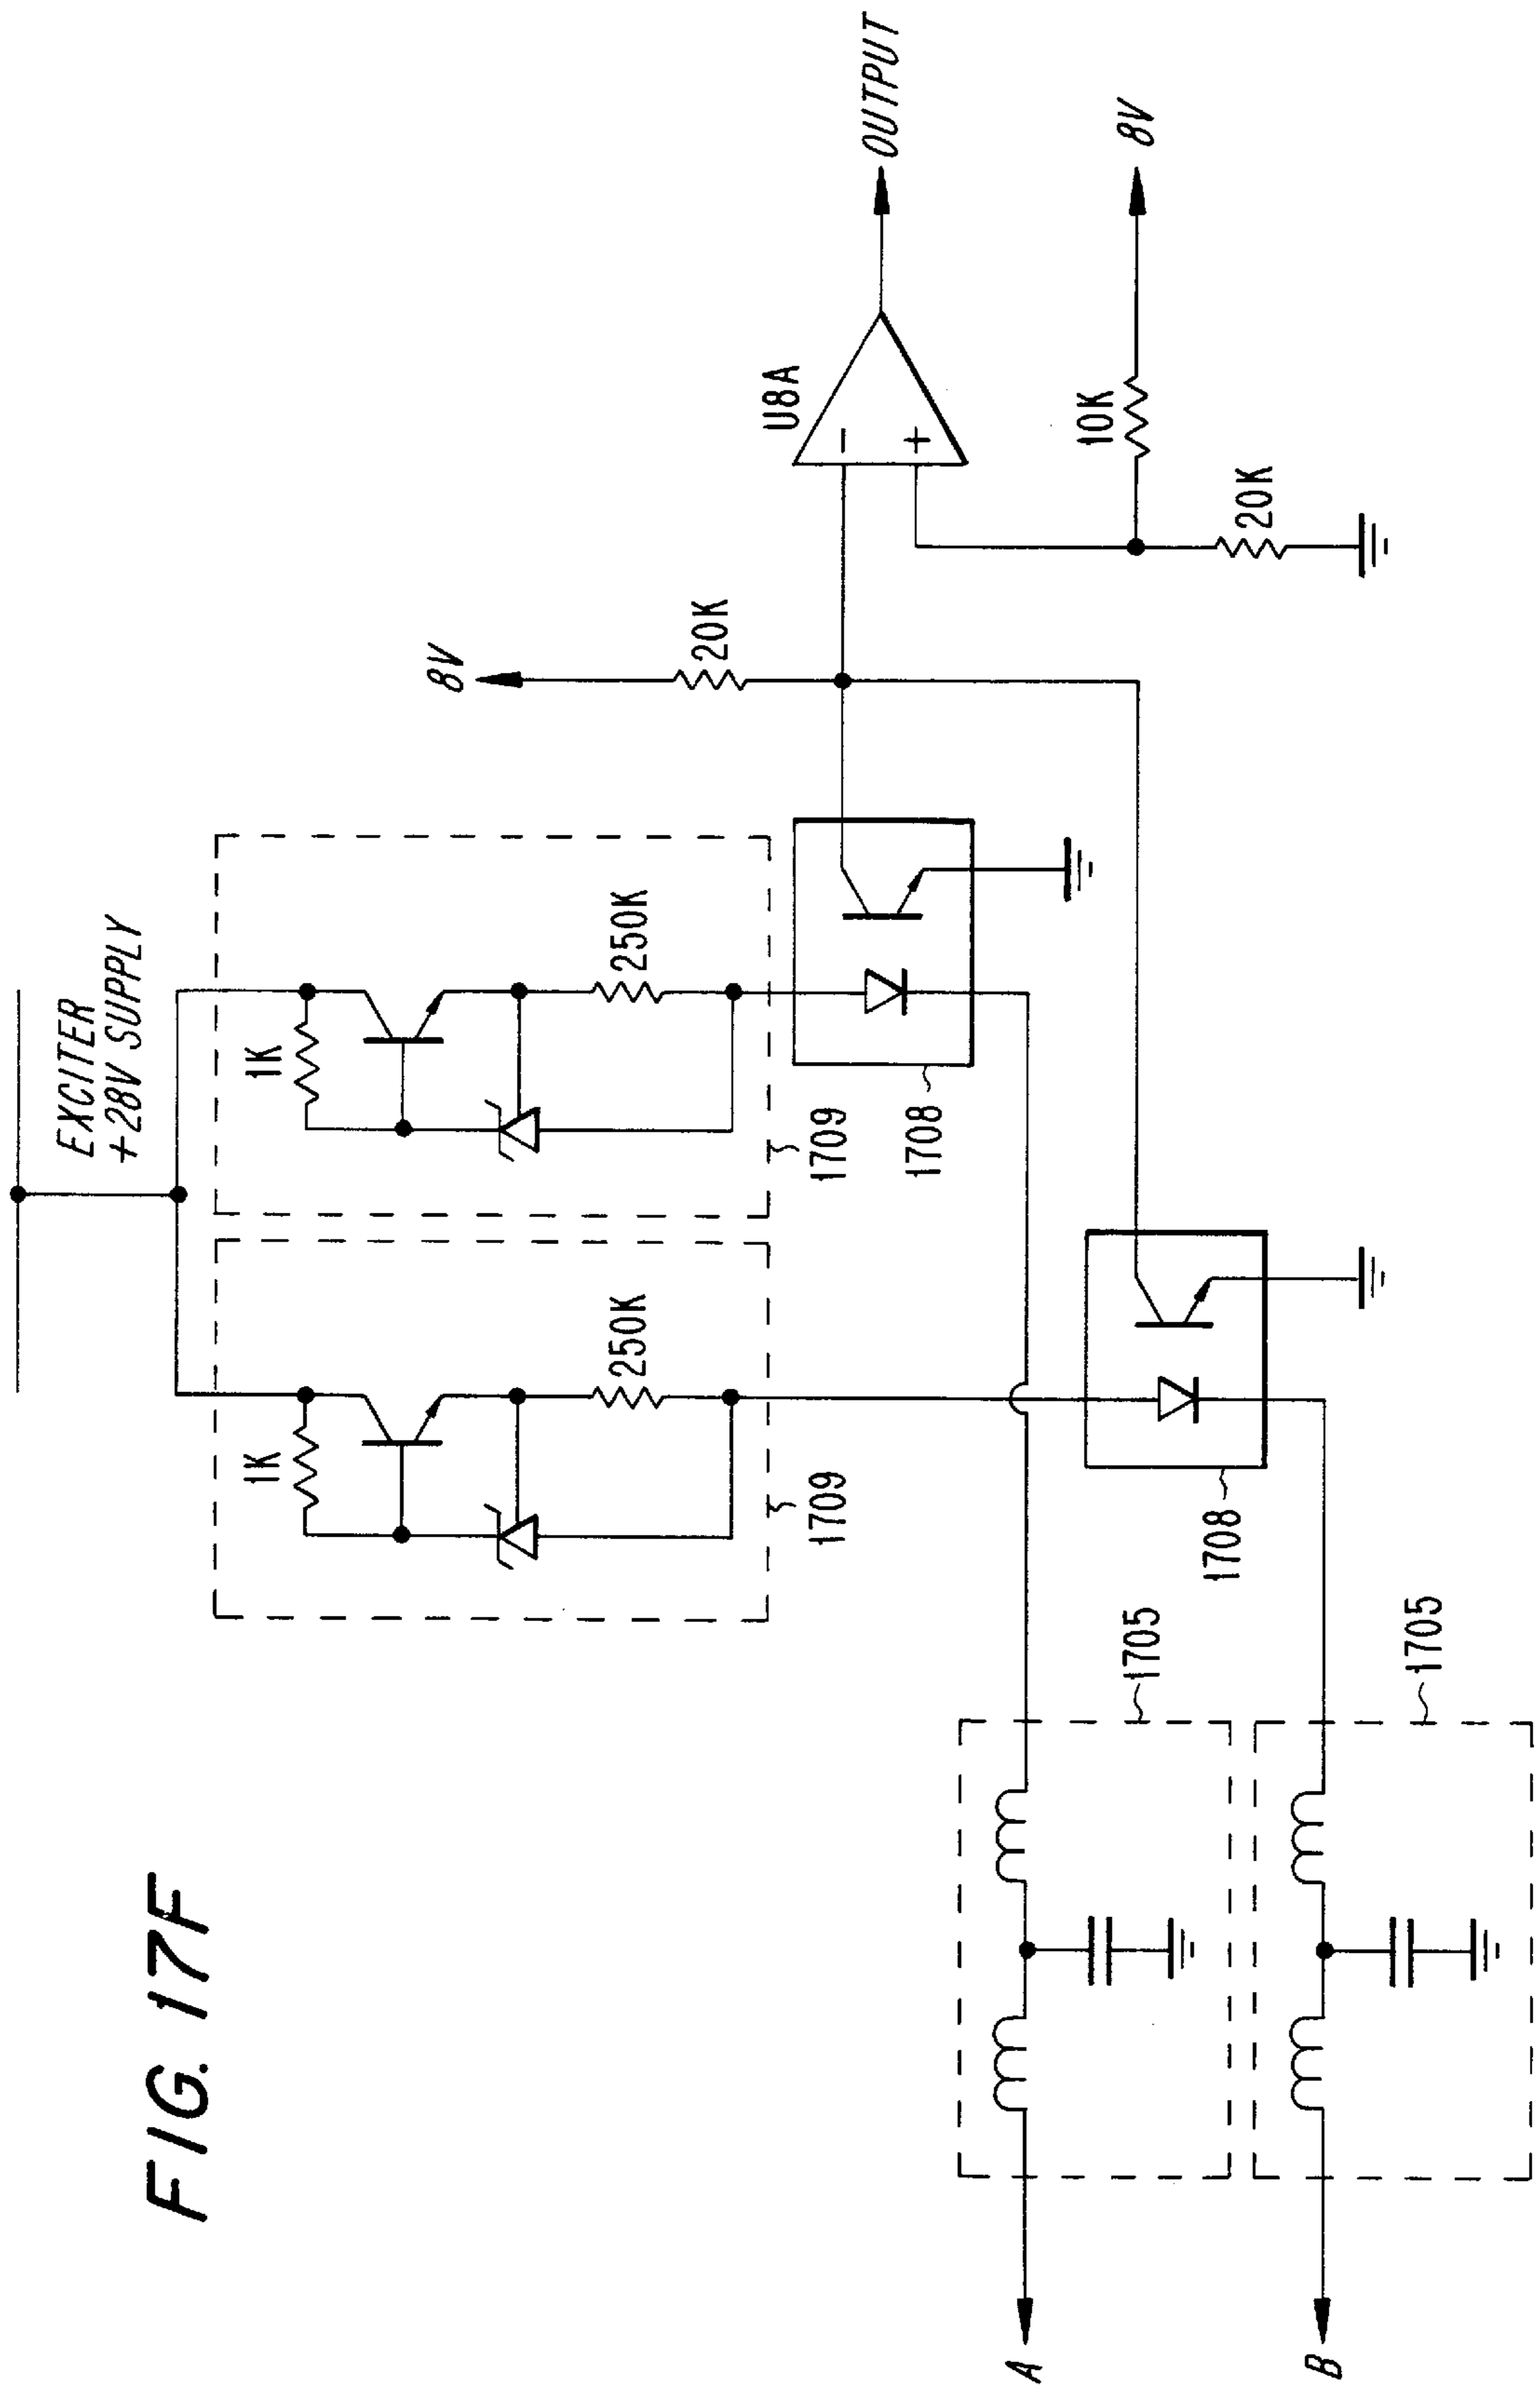 FIG. 17F
EXCITER
+28V SUPPLY
1K
250K
1709
1K
250K
1709
1708
1708
8V
20K
U8A
-
+
OUTPUT
10K
8V
20K
A
1705
B
1705